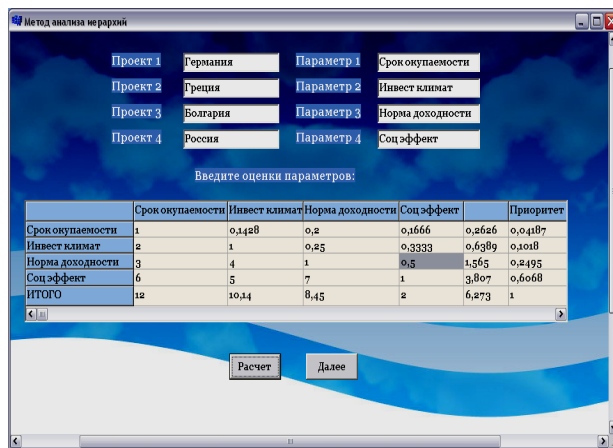 Метод анализа иерархий
Проект 1 Германия Параметр 1 Срок окупаемости
Проект 2 Греция Параметр 2 Инвест климат
Проект 3 Болгария Параметр 3 Норма доходности
Проект 4 Россия Параметр 4 Соц эффект
Введите оценки параметров:
Срок окупаемости Инвест климат Норма доходности Соц эффект Приоритет
Срок окупаемости 1 0,1428 0,2 0,1666 0,2626 0,04187
Инвест климат 2 1 0,25 0,3333 0,6389 0,1018
Норма доходности 3 4 1 0,5 1,565 0,2495
Соц эффект 6 5 7 1 3,807 0,6068
ИТОГО 12 10,14 8,45 2 6,273 1
Расчет Далее